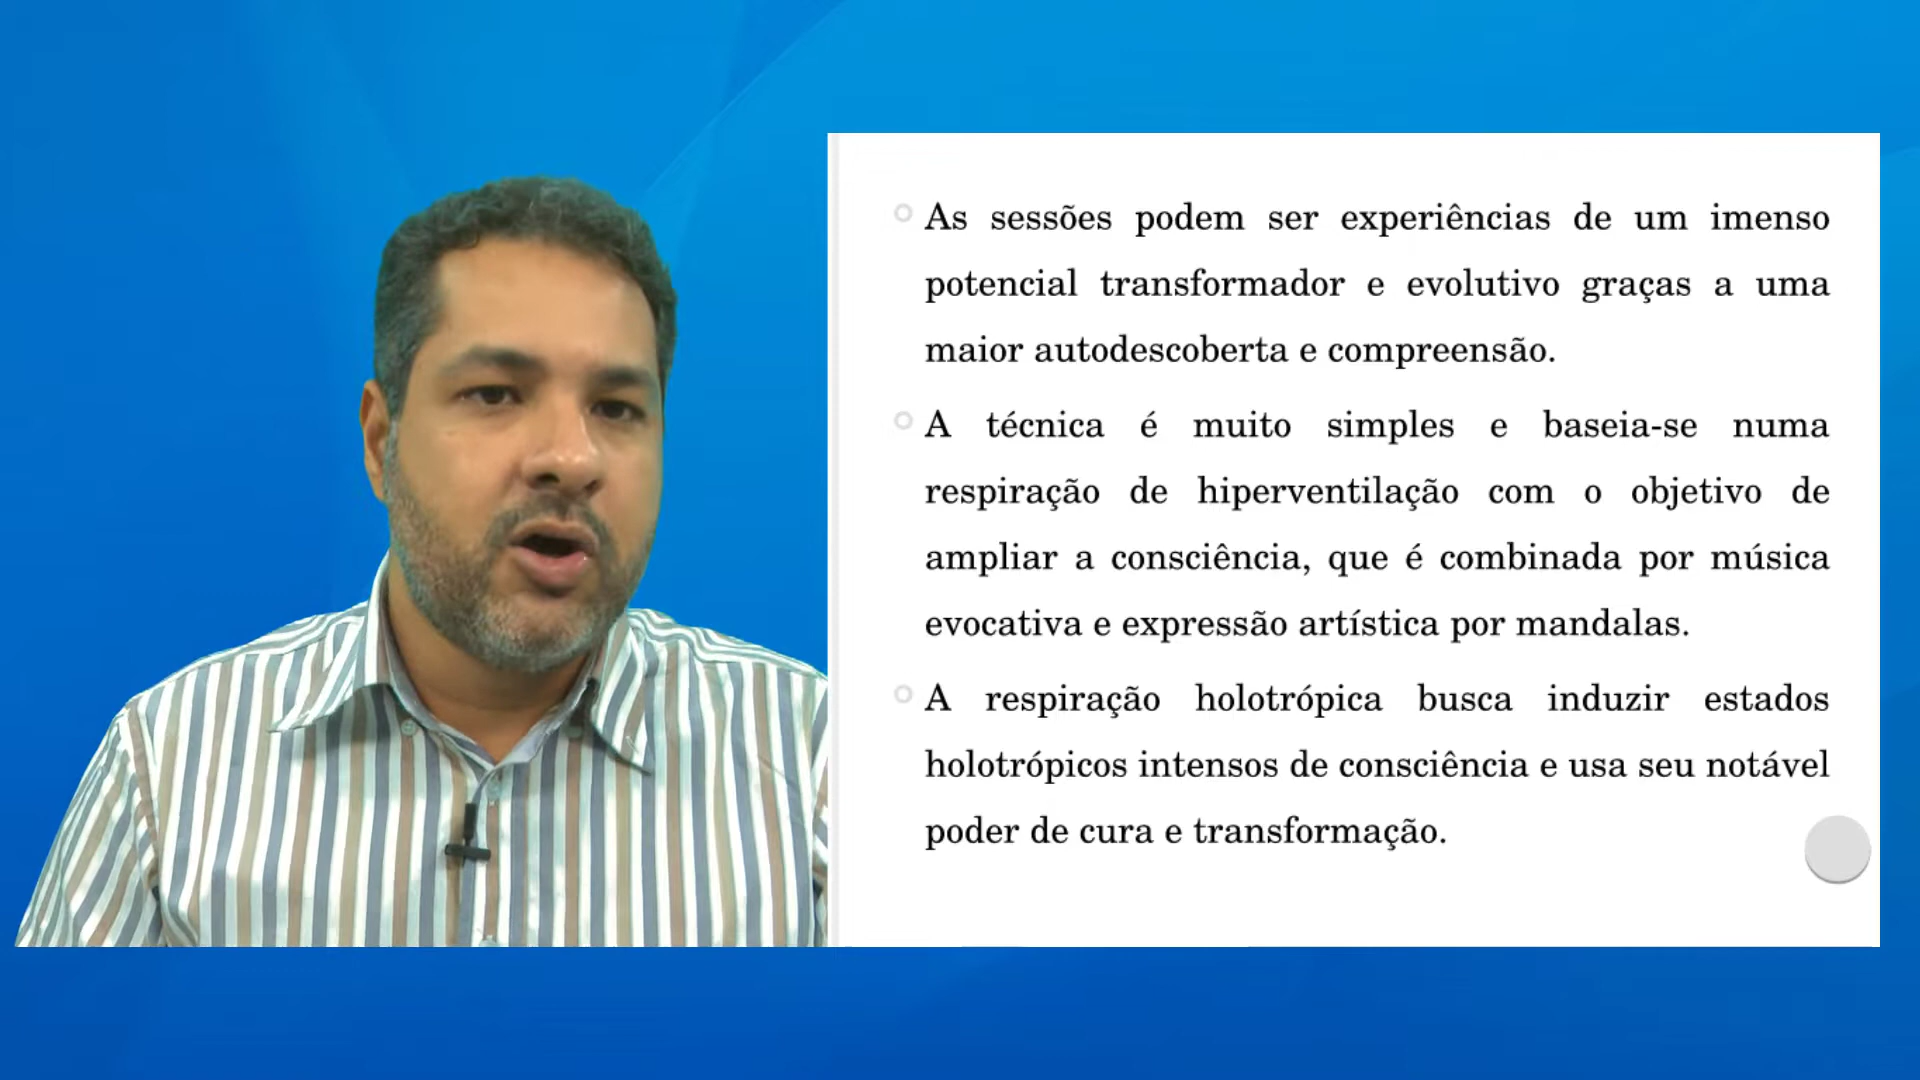 As sessões podem ser experiências de um imenso
potencial transformador e evolutivo graças a uma
maior autodescoberta e compreensão.
A técnica é muito simples e baseia-se numa
respiração de hiperventilação com o objetivo de
ampliar a consciência, que é combinada por música
evocativa e expressão artística por mandalas.
A respiração holotrópica busca induzir estados
holotrópicos intensos de consciência e usa seu notável
poder de cura e transformação.